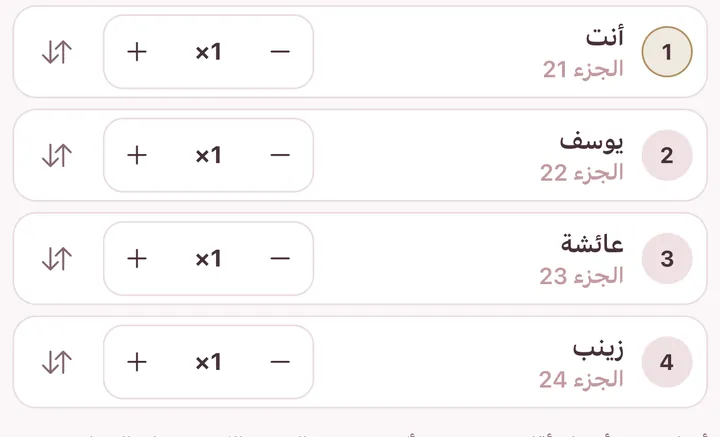 1
أنت
الجزء 21
− ×1 +
2
يوسف
الجزء 22
− ×1 +
3
عائشة
الجزء 23
− ×1 +
4
زينب
الجزء 24
− ×1 +